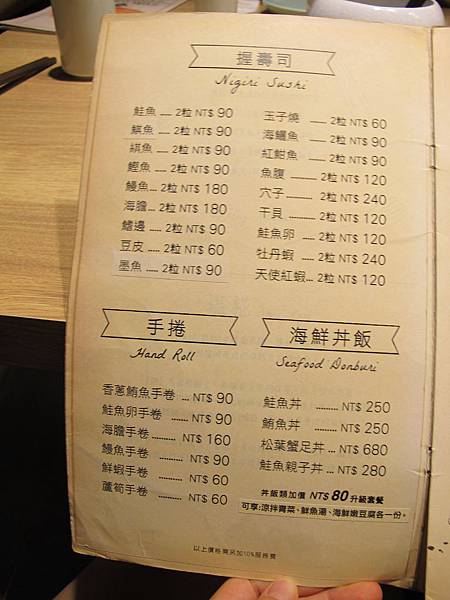 握壽司
Nigiri Sushi
鮭魚 ..... 2粒 NT$ 90
鯕魚 ..... 2粒 NT$ 90
鯕魚 ..... 2粒 NT$ 90
鰹魚 ..... 2粒 NT$ 90
鰻魚... 2粒 NT$ 180
海膽... 2粒 NT$ 180
鰭邊 ..... 2粒 NT$ 90
豆皮 ..... 2粒 NT$ 60
墨魚 ..... 2粒 NT$ 90
玉子燒 ..... 2粒 NT$ 60
海鱺魚 ..... 2粒 NT$ 90
紅魽魚 ..... 2粒 NT$ 90
魚腹 ........ 2粒 NT$ 120
穴子......... 2粒 NT$ 240
干貝 ........ 2粒 NT$ 120
鮭魚卵 .... 2粒 NT$ 120
牡丹蝦 .... 2粒 NT$ 240
天使紅蝦... 2粒 NT$ 120
手捲
Hand Roll
香蔥鮪魚手卷 ... NT$ 90
鮭魚卵手卷 ........ NT$ 90
海膽手卷......... NT$ 160
鰻魚手卷 ......... NT$ 90
鮮蝦手卷 ......... NT$ 60
蘆筍手卷 ......... NT$ 60
海鮮丼飯
Seafood Donburi
鮭魚丼 ......... NT$ 250
鮪魚丼 ......... NT$ 250
松葉蟹足丼 ... NT$ 680
鮭魚親子丼 ... NT$ 280
丼飯類加價 NT$ 80 升級套餐
可享:涼拌青菜、鮮魚湯、海鮮嫩豆腐各一份。
以上價格需另加10%服務費